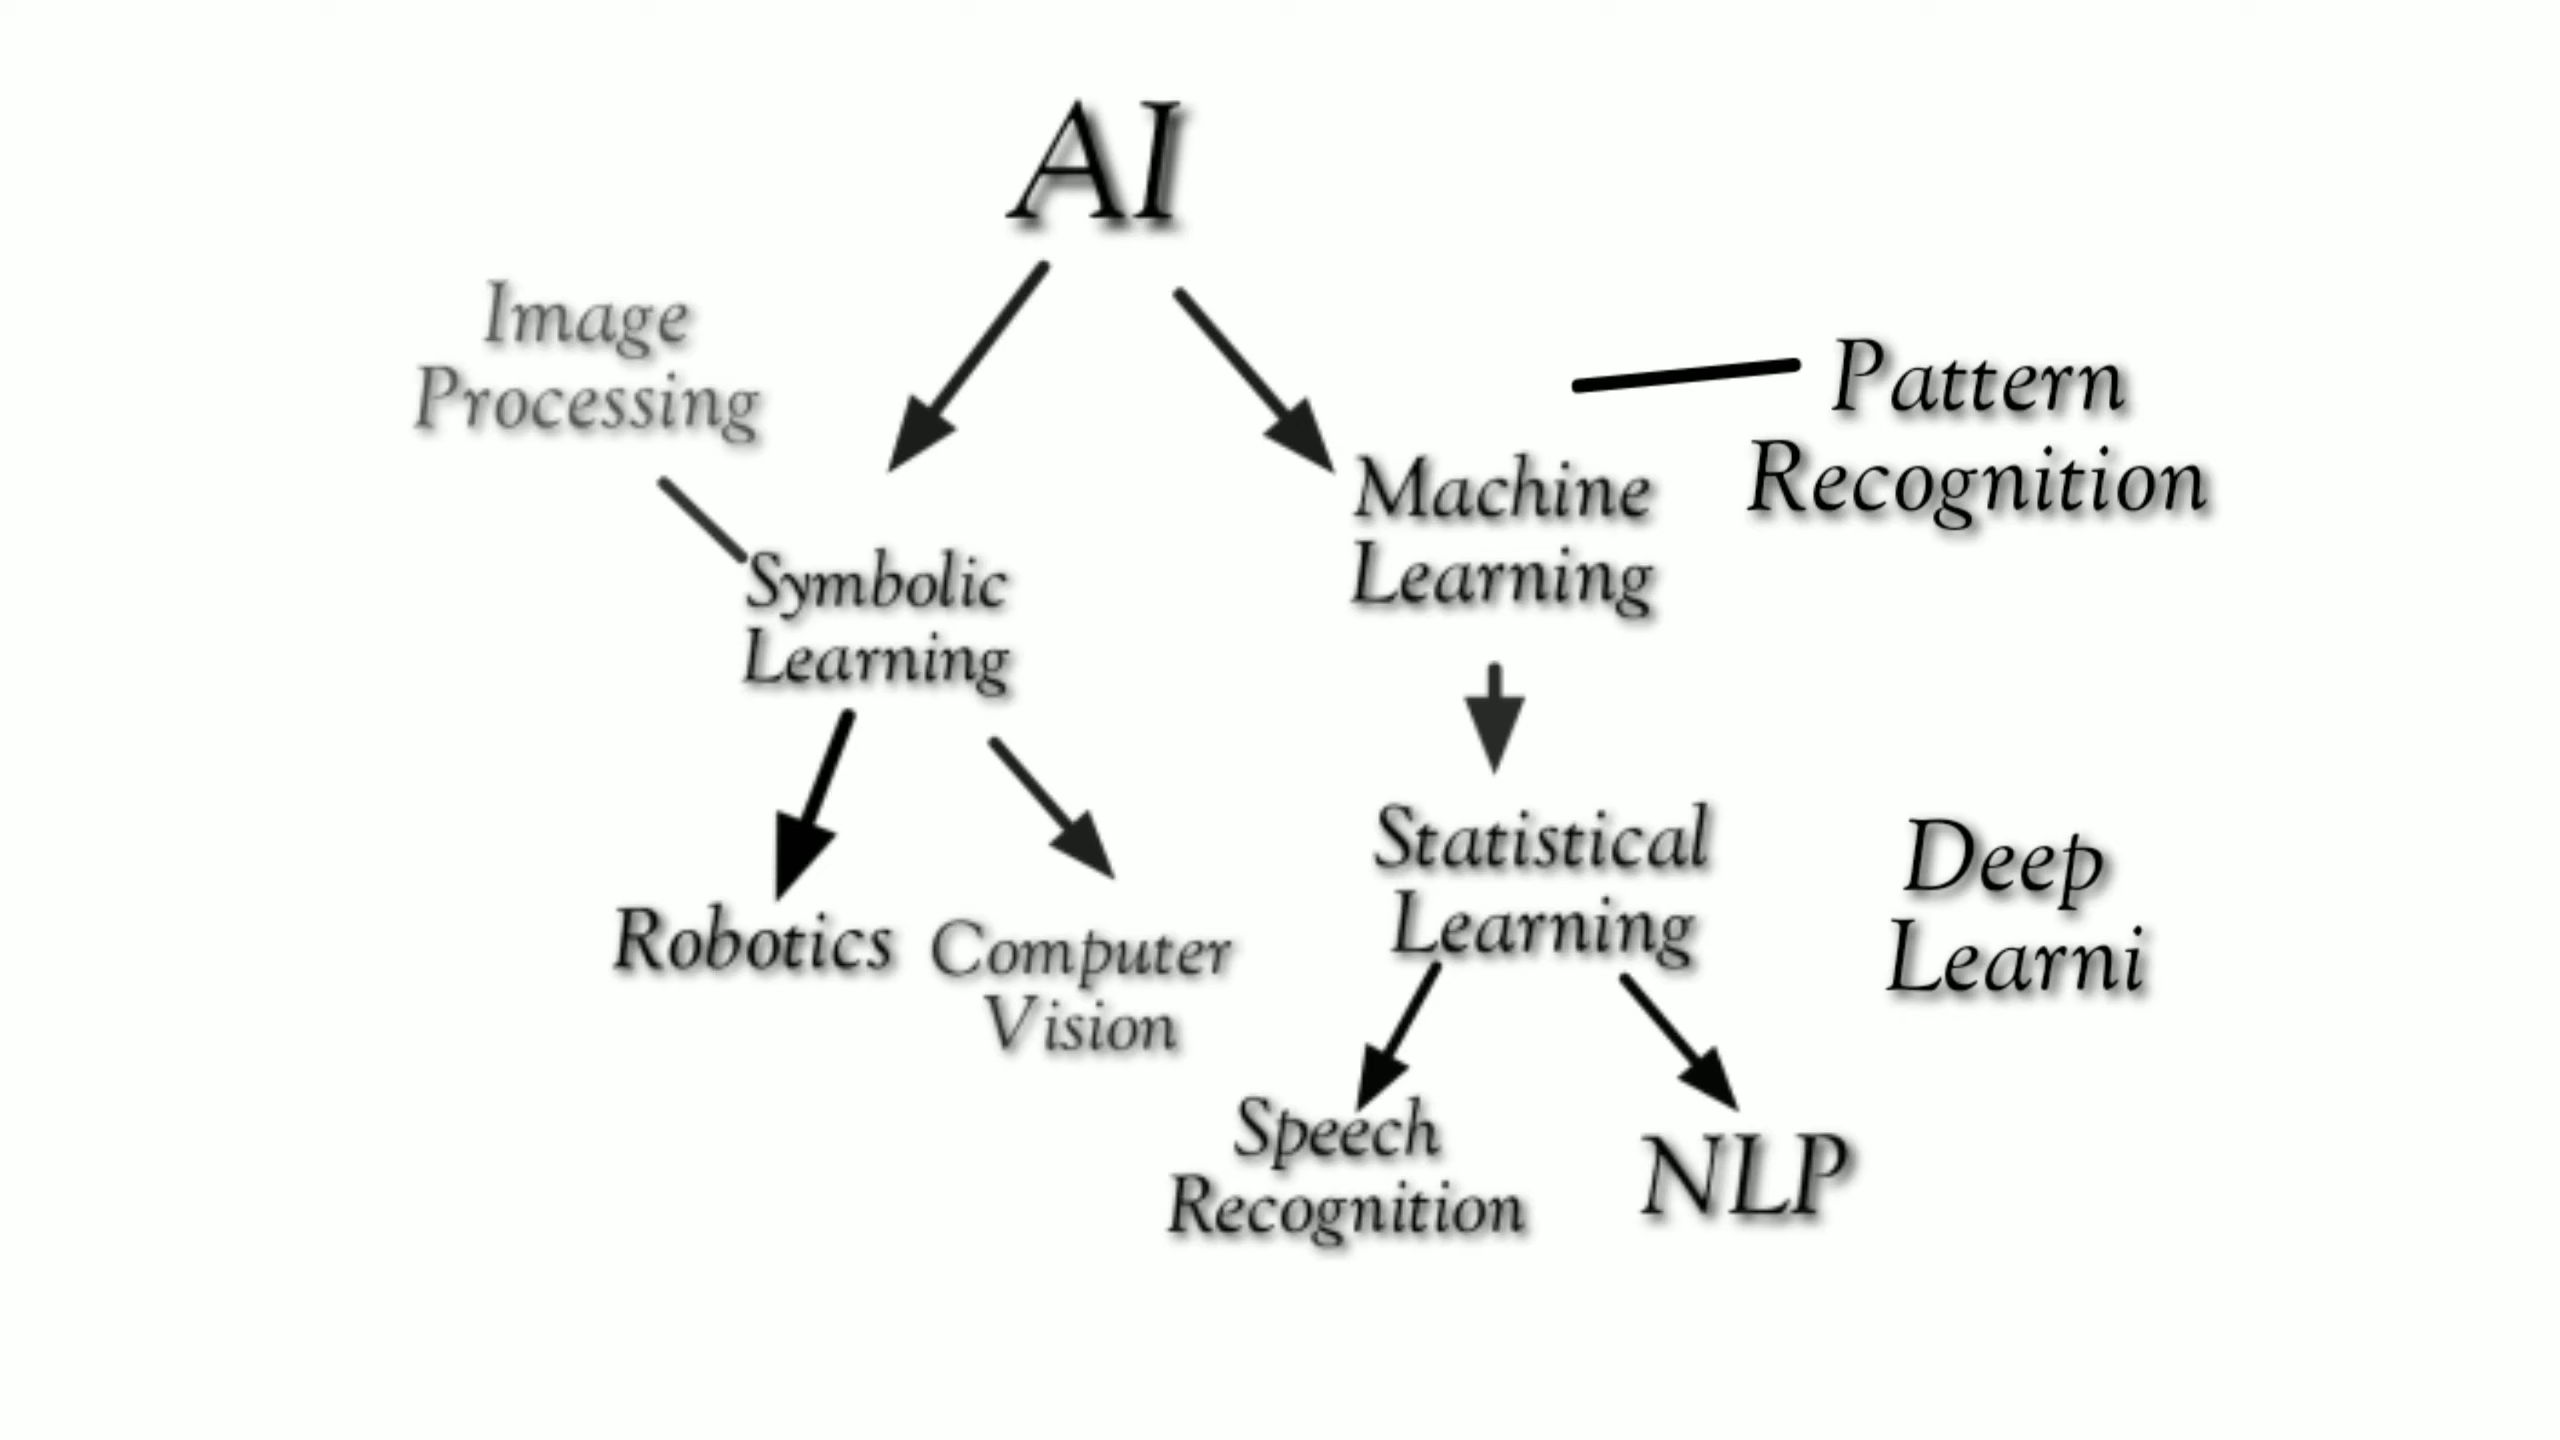 AI
Image
Processing
Pattern
Recognition
Machine
Learning
Symbolic
Learning
Statistical
Learning
Deep
Learni
Robotics
Computer
Vision
Speech
Recognition
NLP